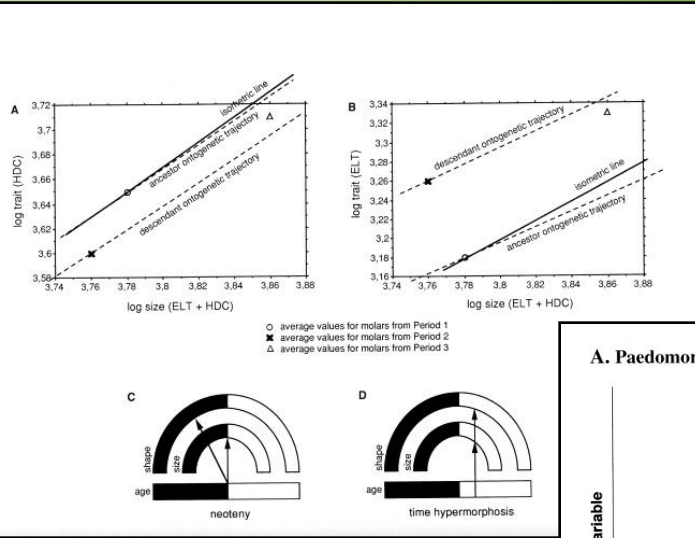 A
3,72
3,7
3,68
3,66
3,64
3,62
3,6
3,58
log trait (HDC)
isometric line
ancestor ontogenetic trajectory
descendant ontogenetic trajectory
3,74 3,76 3,78 3,8 3,82 3,84 3,86 3,88
log size (ELT + HDC)
B
3,34
3,32
3,3
3,28
3,26
3,24
3,22
3,2
3,18
3,16
log trait (ELT)
descendant ontogenetic trajectory
isometric line
ancestor ontogenetic trajectory
3,74 3,76 3,78 3,8 3,82 3,84 3,86 3,88
log size (ELT + HDC)
average values for molars from Period 1
average values for molars from Period 2
average values for molars from Period 3
C
shape
size
age
neoteny
D
shape
size
age
time hypermorphosis
A. Paedomor
ariable